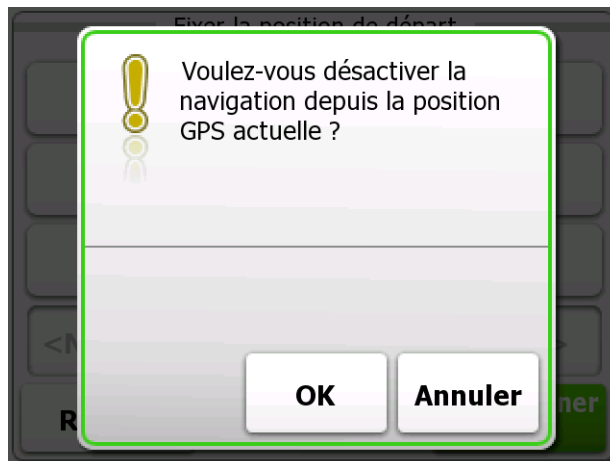 Fixer la position de départ
Voulez-vous désactiver la
navigation depuis la position
GPS actuelle ?
OK
Annuler